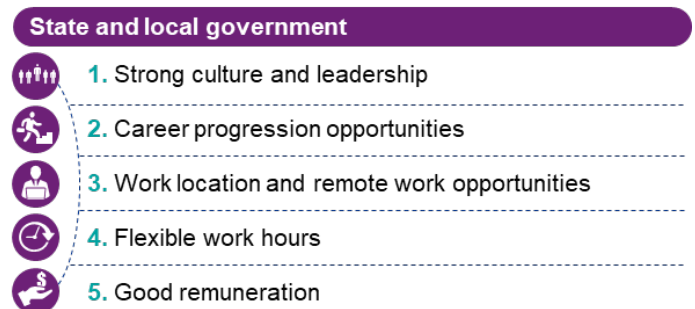 State and local government
1. Strong culture and leadership
2. Career progression opportunities
3. Work location and remote work opportunities
4. Flexible work hours
$
5. Good remuneration